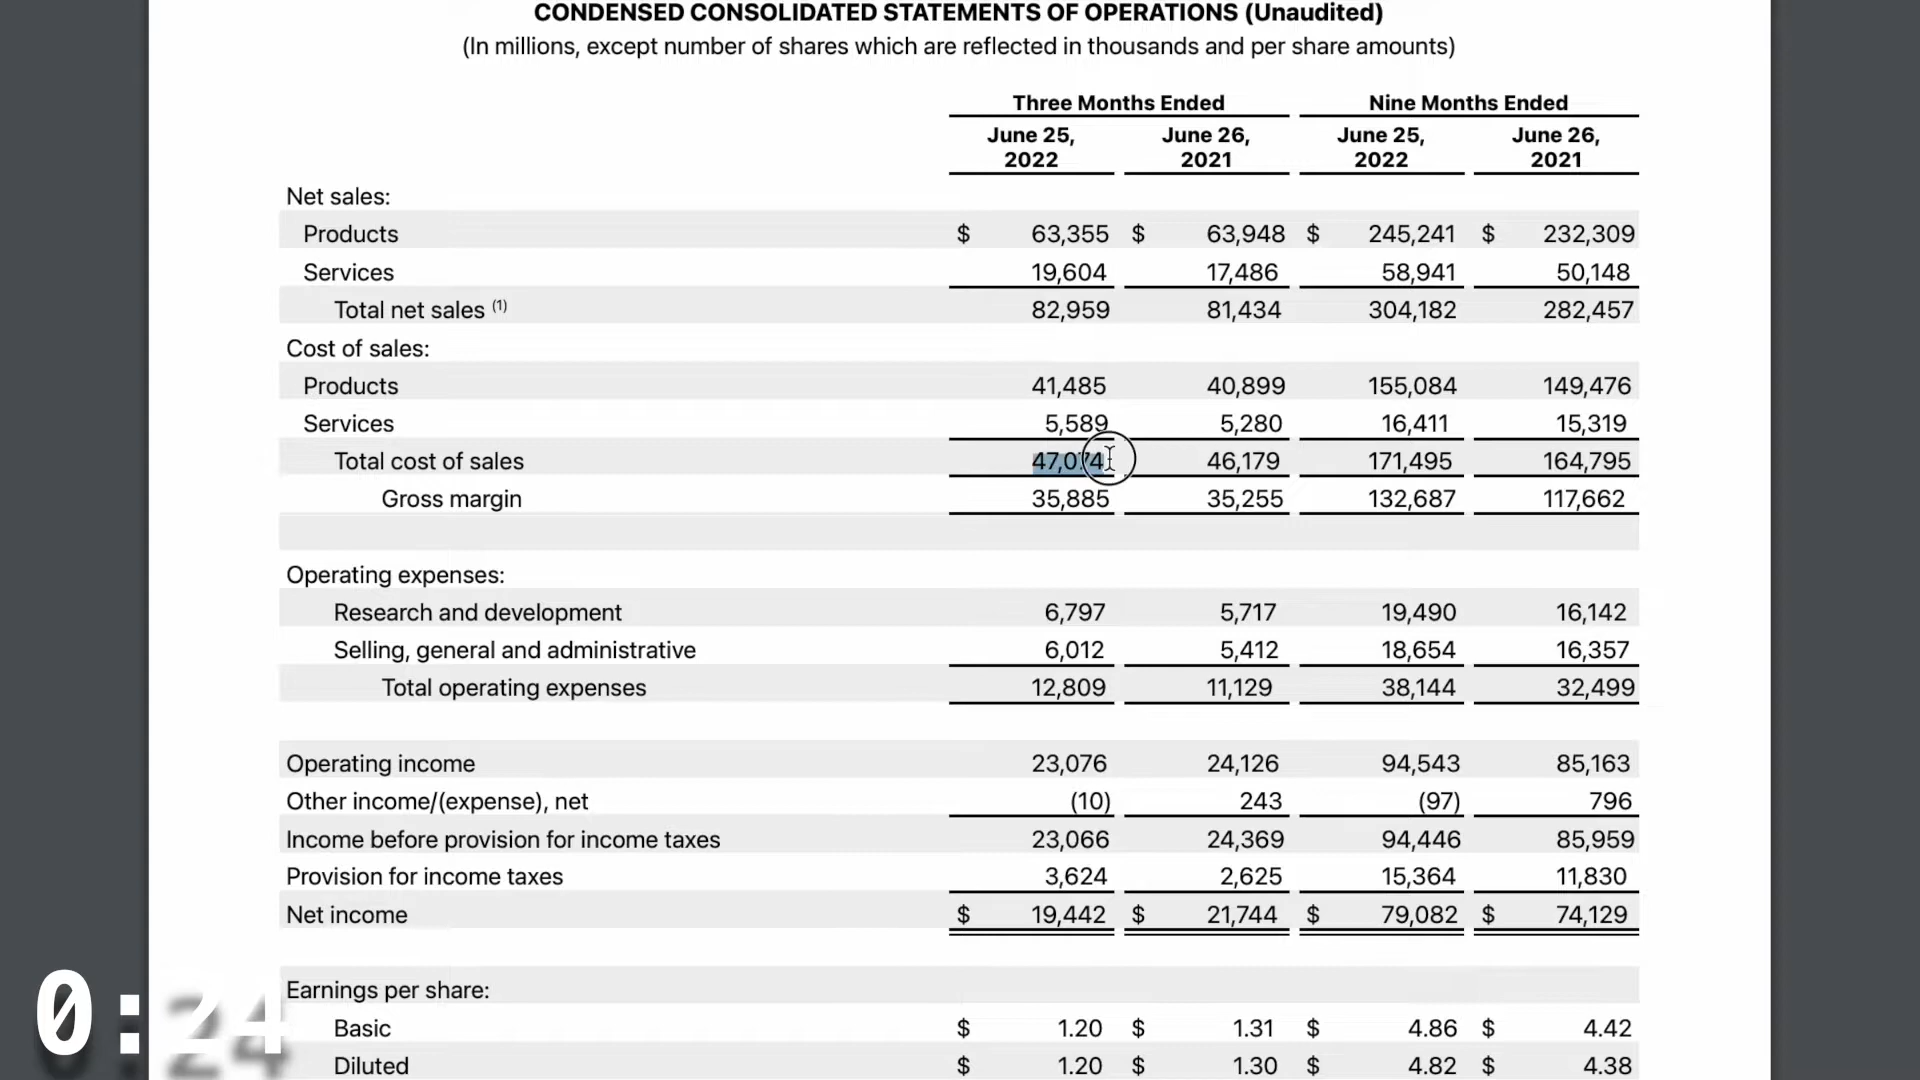 CONDENSED CONSOLIDATED STATEMENTS OF OPERATIONS (Unaudited)
(In millions, except number of shares which are reflected in thousands and per share amounts)
Three Months Ended Nine Months Ended
June 25, 2022 June 26, 2021 June 25, 2022 June 26, 2021
Net sales:
Products $ 63,355 $ 63,948 $ 245,241 $ 232,309
Services 19,604 17,486 58,941 50,148
Total net sales (1) 82,959 81,434 304,182 282,457
Cost of sales:
Products 41,485 40,899 155,084 149,476
Services 5,589 5,280 16,411 15,319
Total cost of sales 47,074 46,179 171,495 164,795
Gross margin 35,885 35,255 132,687 117,662
Operating expenses:
Research and development 6,797 5,717 19,490 16,142
Selling, general and administrative 6,012 5,412 18,654 16,357
Total operating expenses 12,809 11,129 38,144 32,499
Operating income 23,076 24,126 94,543 85,163
Other income/(expense), net (10) 243 (97) 796
Income before provision for income taxes 23,066 24,369 94,446 85,959
Provision for income taxes 3,624 2,625 15,364 11,830
Net income $ 19,442 $ 21,744 $ 79,082 $ 74,129
Earnings per share:
Basic $ 1.20 $ 1.31 $ 4.86 $ 4.42
Diluted $ 1.20 $ 1.30 $ 4.82 $ 4.38
0:24